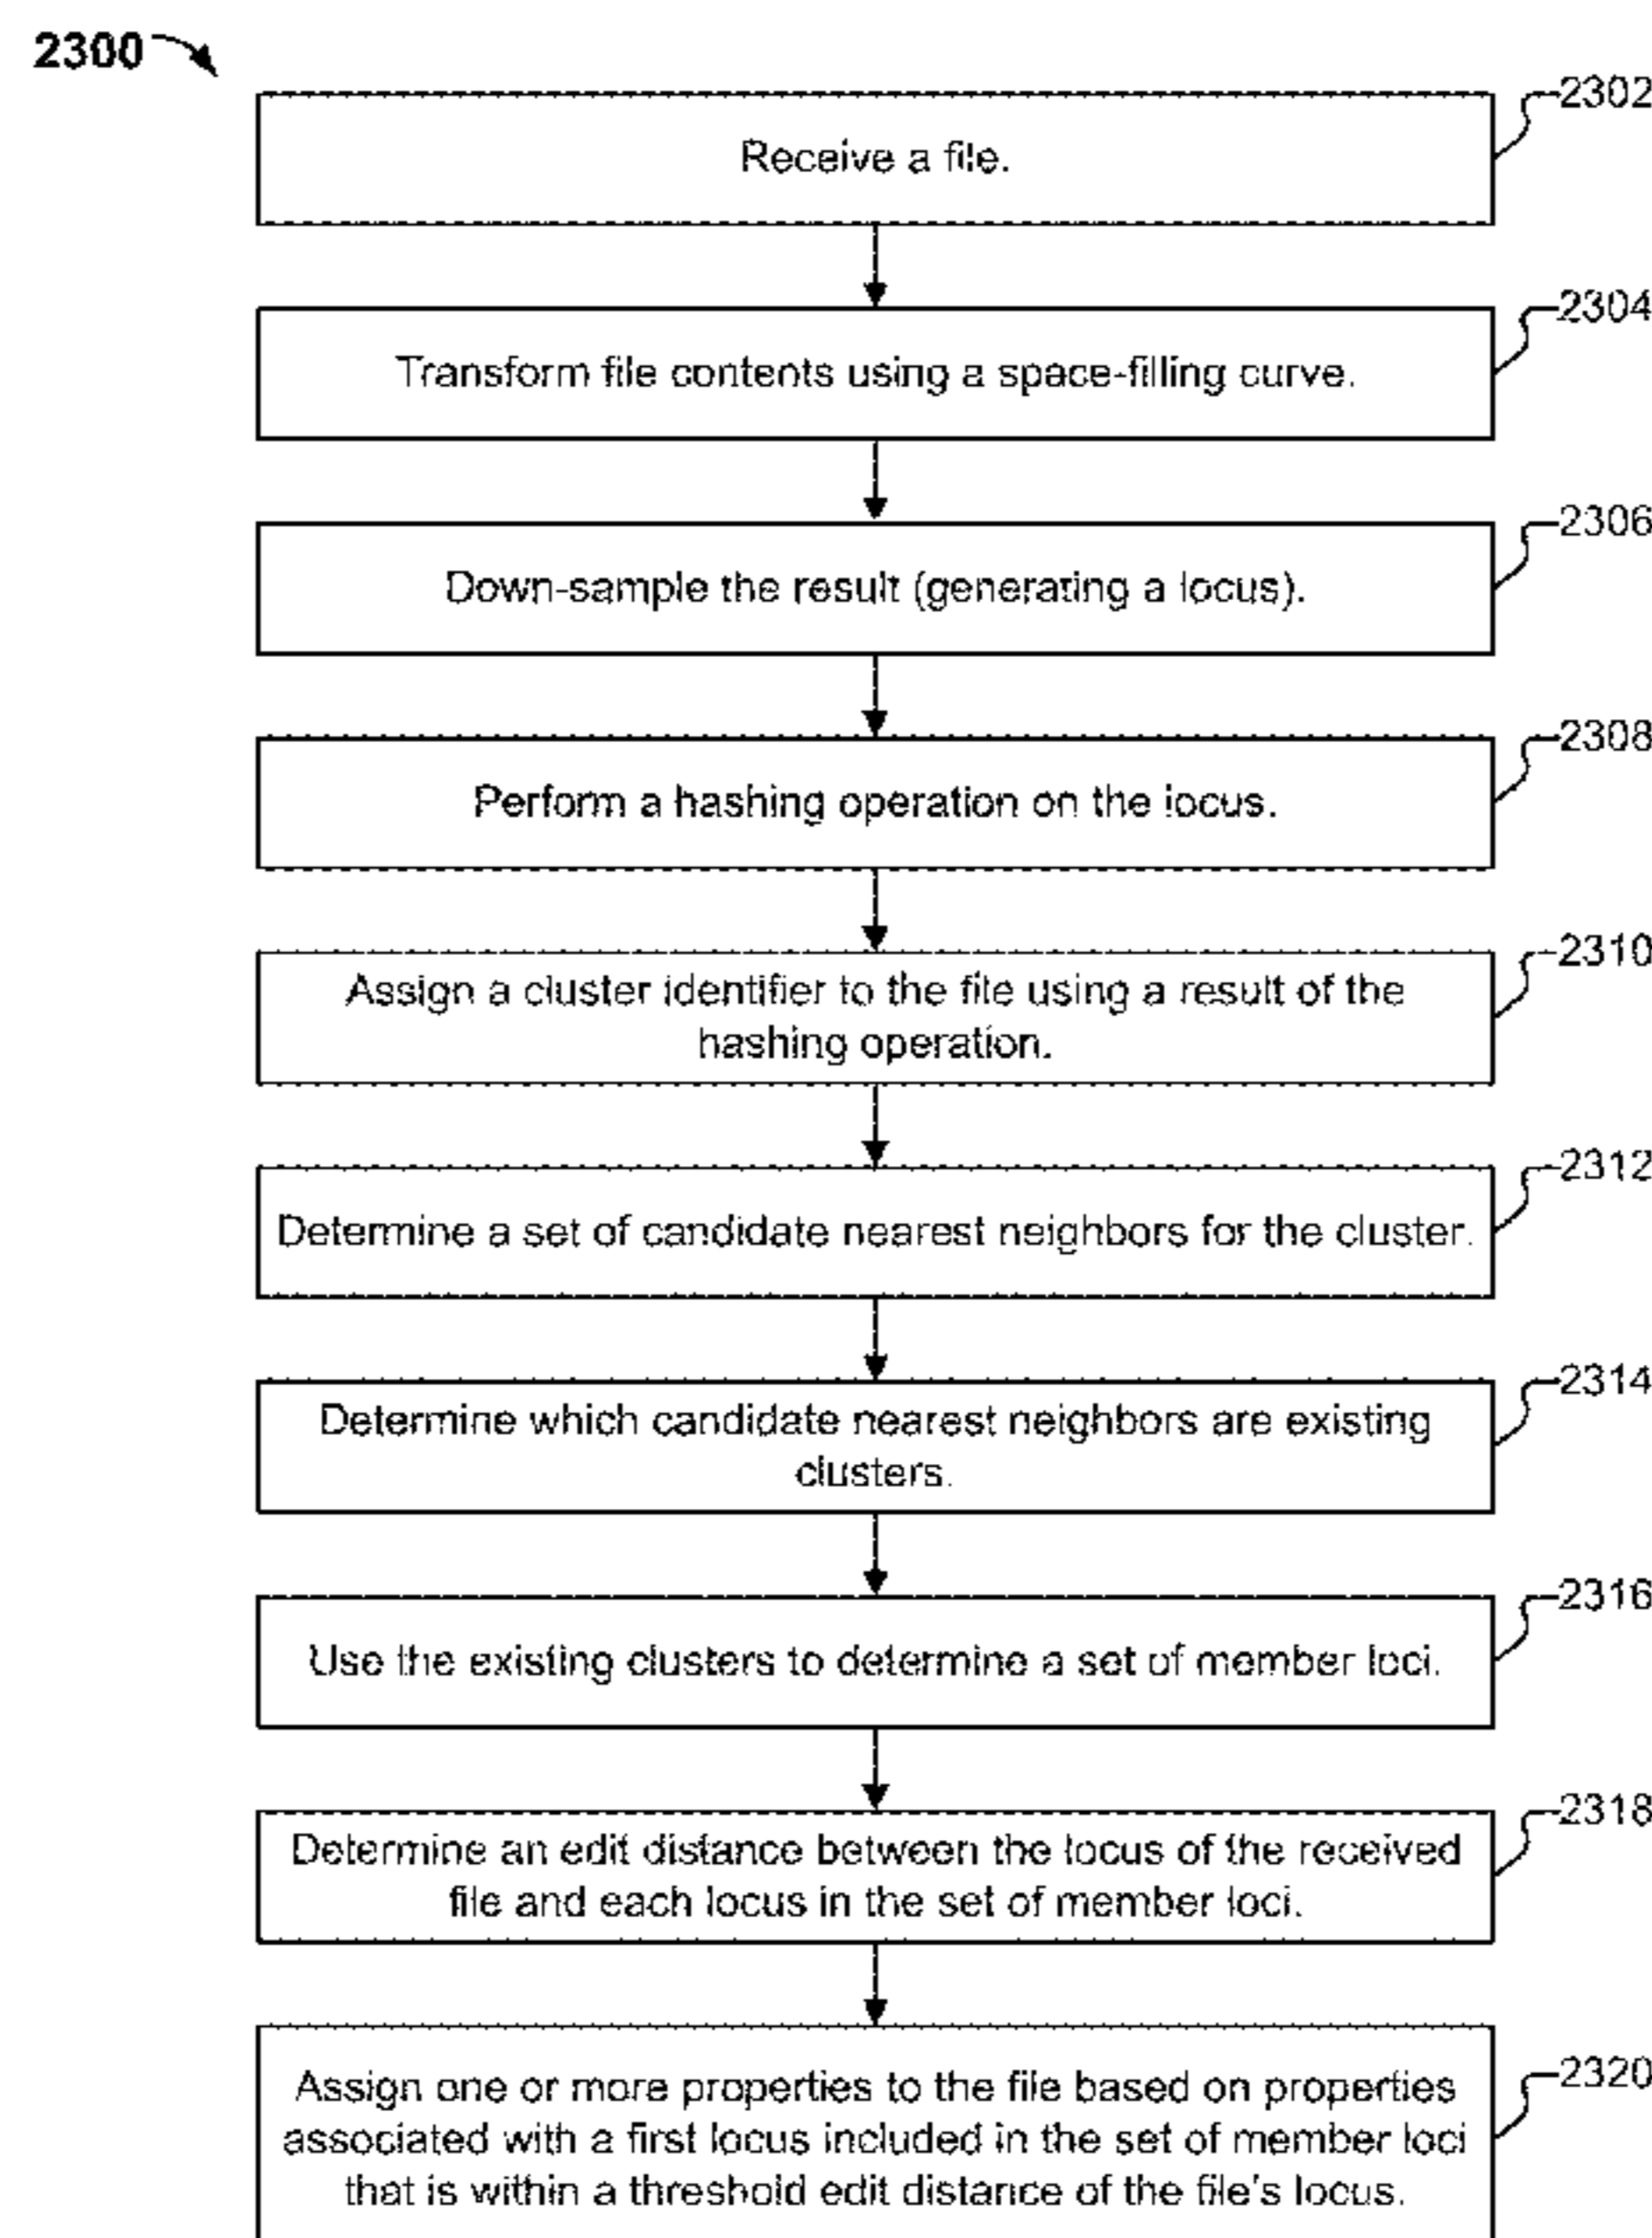 2300
2302
Receive a file.
2304
Transform file contents using a space-filling curve.
2306
Down-sample the result (generating a locus).
2308
Perform a hashing operation on the locus.
2310
Assign a cluster identifier to the file using a result of the
hashing operation.
2312
Determine a set of candidate nearest neighbors for the cluster.
2314
Determine which candidate nearest neighbors are existing
clusters.
2316
Use the existing clusters to determine a set of member loci.
2318
Determine an edit distance between the locus of the received
file and each locus in the set of member loci.
2320
Assign one or more properties to the file based on properties
associated with a first locus included in the set of member loci
that is within a threshold edit distance of the file's locus.